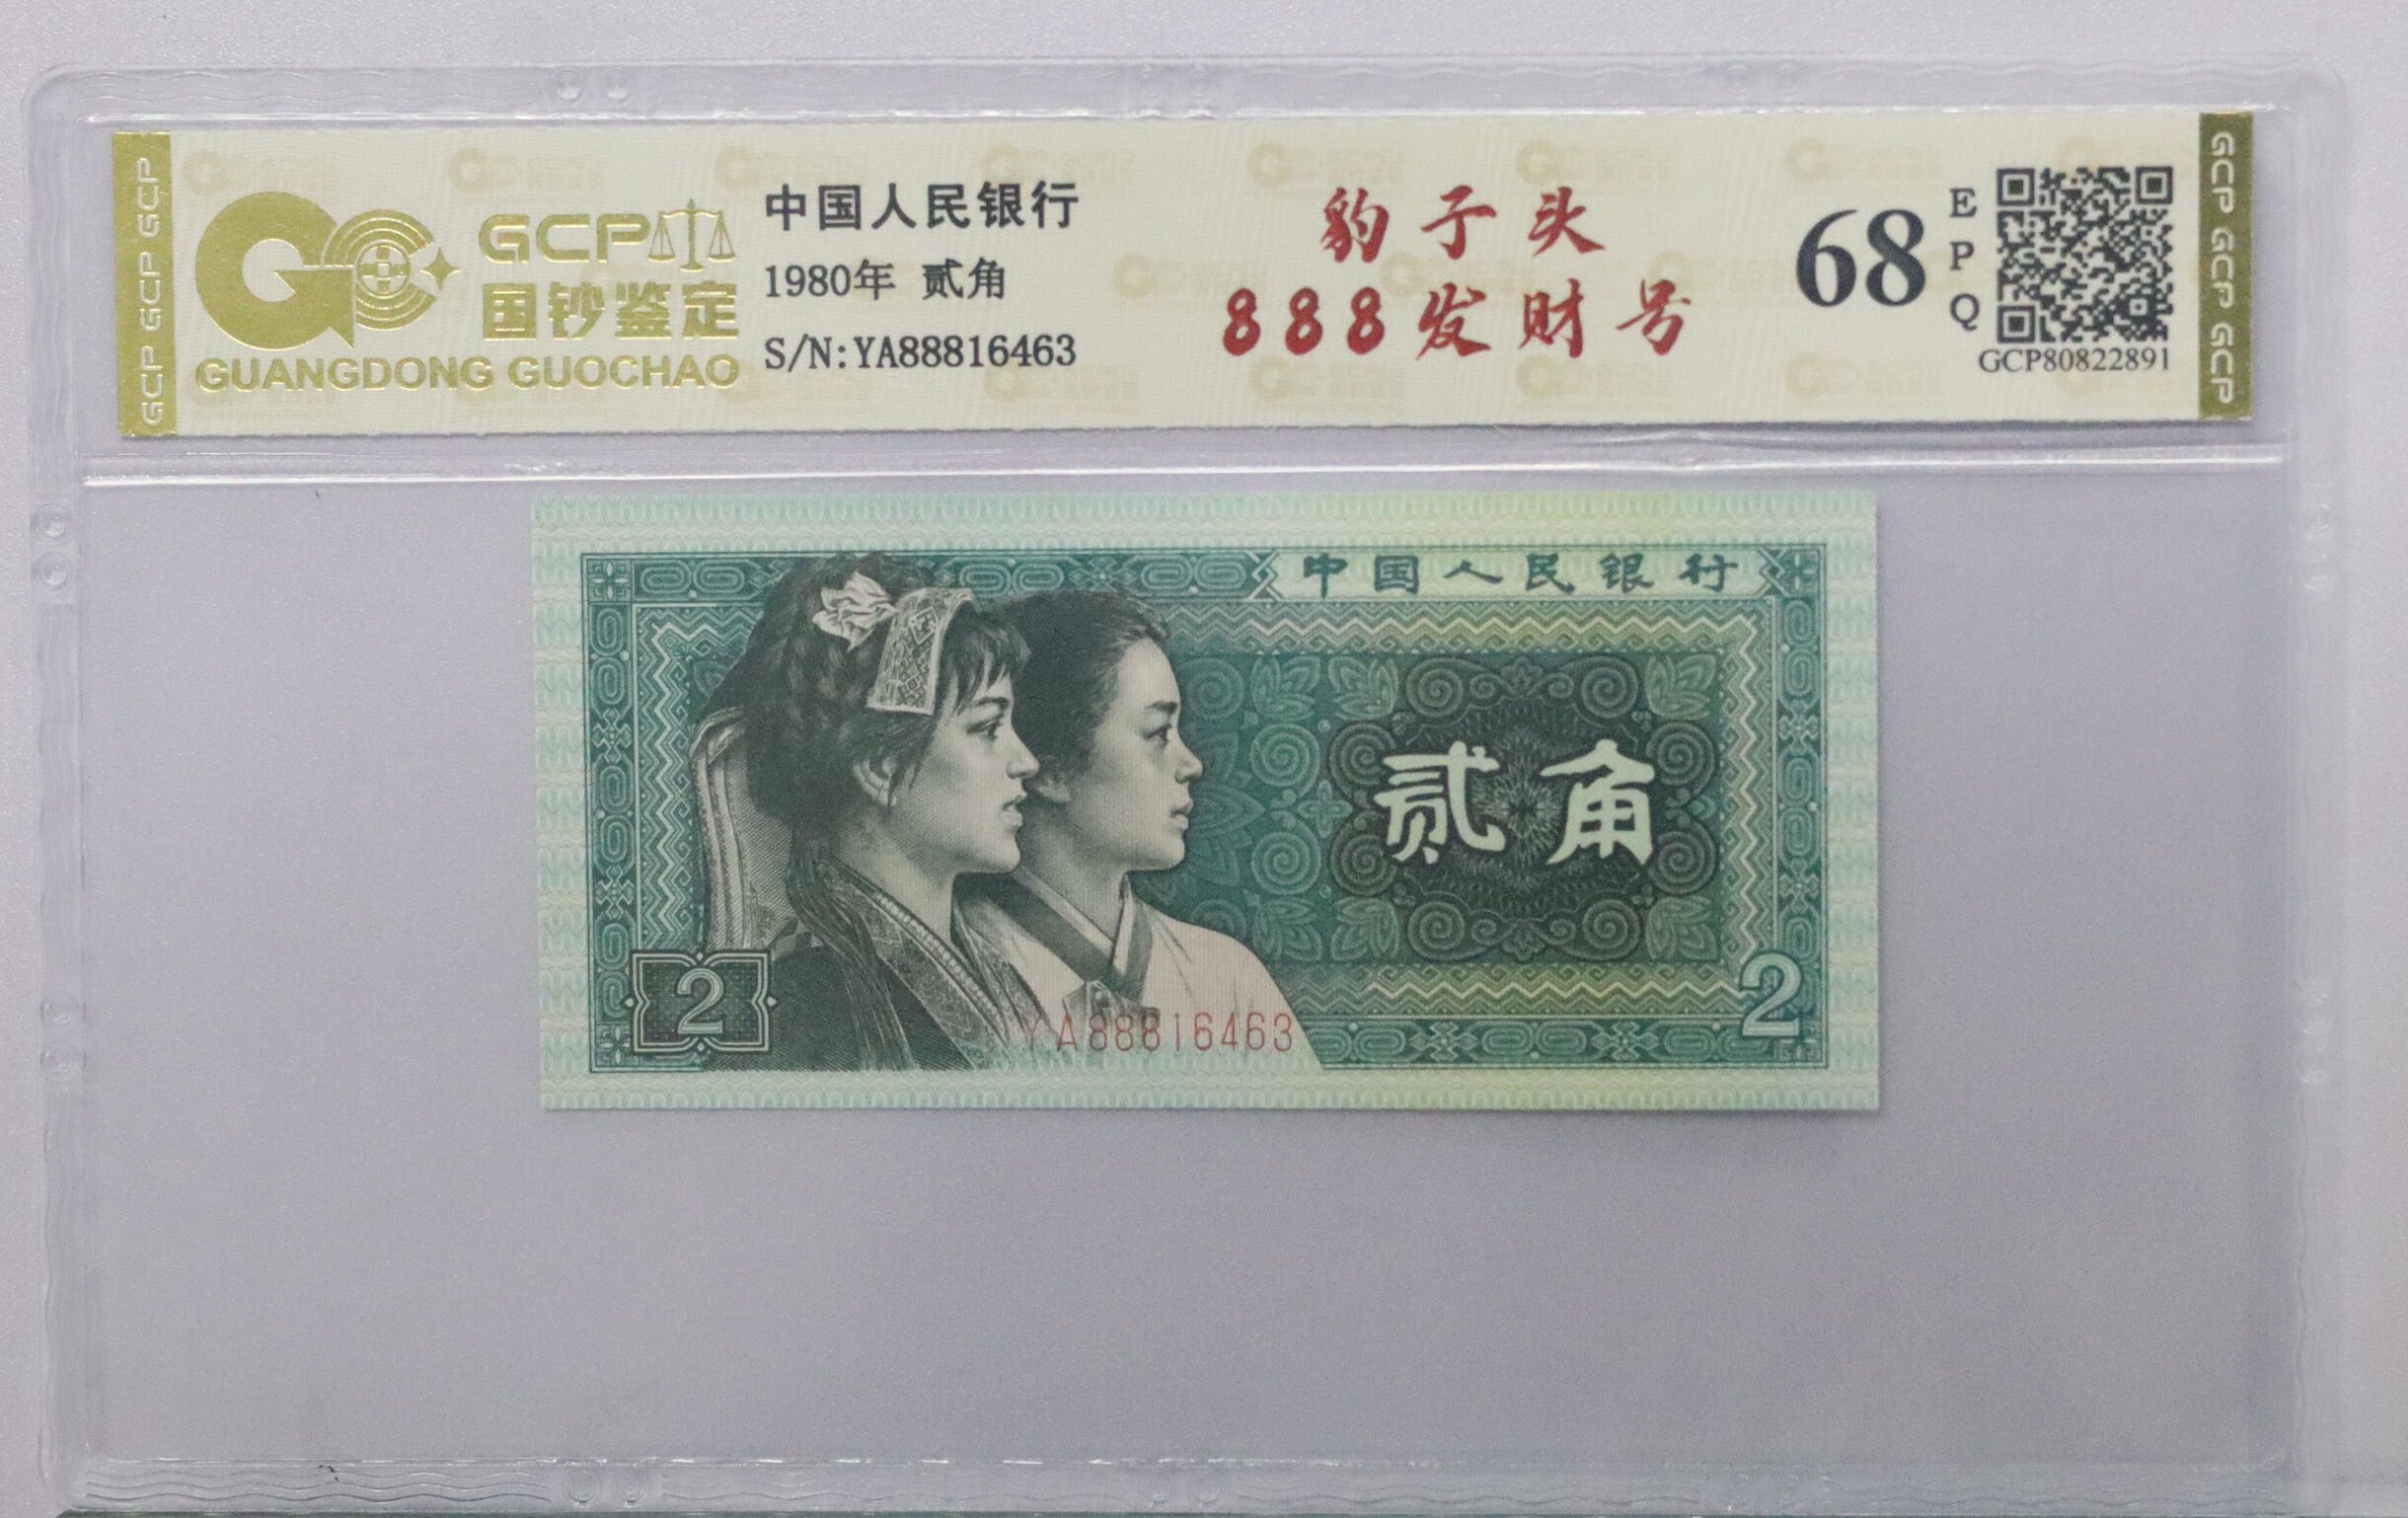 GCP GCP GCP
GCP
国钞鉴定
GUANGDONG GUOCHAO
中国人民银行
1980年 贰角
S/N:YA88816463
豹子头
888发财号
68
EPQ
GCP80822891
GCP GCP GCP
中国人民银行
贰角
2
YA88816463
2